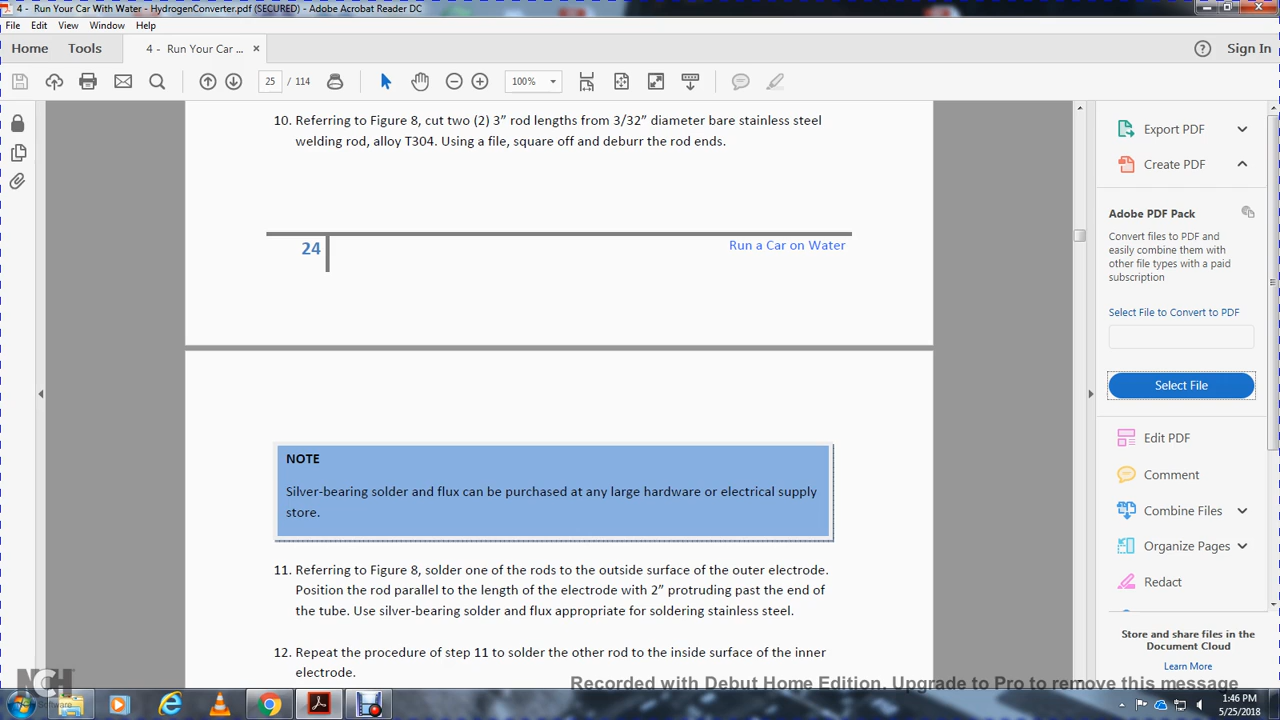 4 -  Run Your Car With Water - HydrogenConverter.pdf (SECURED) - Adobe Acrobat Reader DC
File Edit View Window Help
Home Tools 4 -  Run Your Car ... × ? Sign In
25 / 114 100%
10. Referring to Figure 8, cut two (2) 3” rod lengths from 3/32” diameter bare stainless steel
welding rod, alloy T304. Using a file, square off and deburr the rod ends.
24
Run a Car on Water
NOTE
Silver-bearing solder and flux can be purchased at any large hardware or electrical supply
store.
11. Referring to Figure 8, solder one of the rods to the outside surface of the outer electrode.
Position the rod parallel to the length of the electrode with 2” protruding past the end of
the tube. Use silver-bearing solder and flux appropriate for soldering stainless steel.
12. Repeat the procedure of step 11 to solder the other rod to the inside surface of the inner
electrode.
Export PDF
Create PDF
Adobe PDF Pack
Convert files to PDF and
easily combine them with
other file types with a paid
subscription
Select File to Convert to PDF
Select File
Edit PDF
Comment
Combine Files
Organize Pages
Redact
Store and share files in the
Document Cloud
Learn More
NCH
Software
Recorded with Debut Home Edition. Upgrade to Pro to remove this message
1:46 PM
5/25/2018